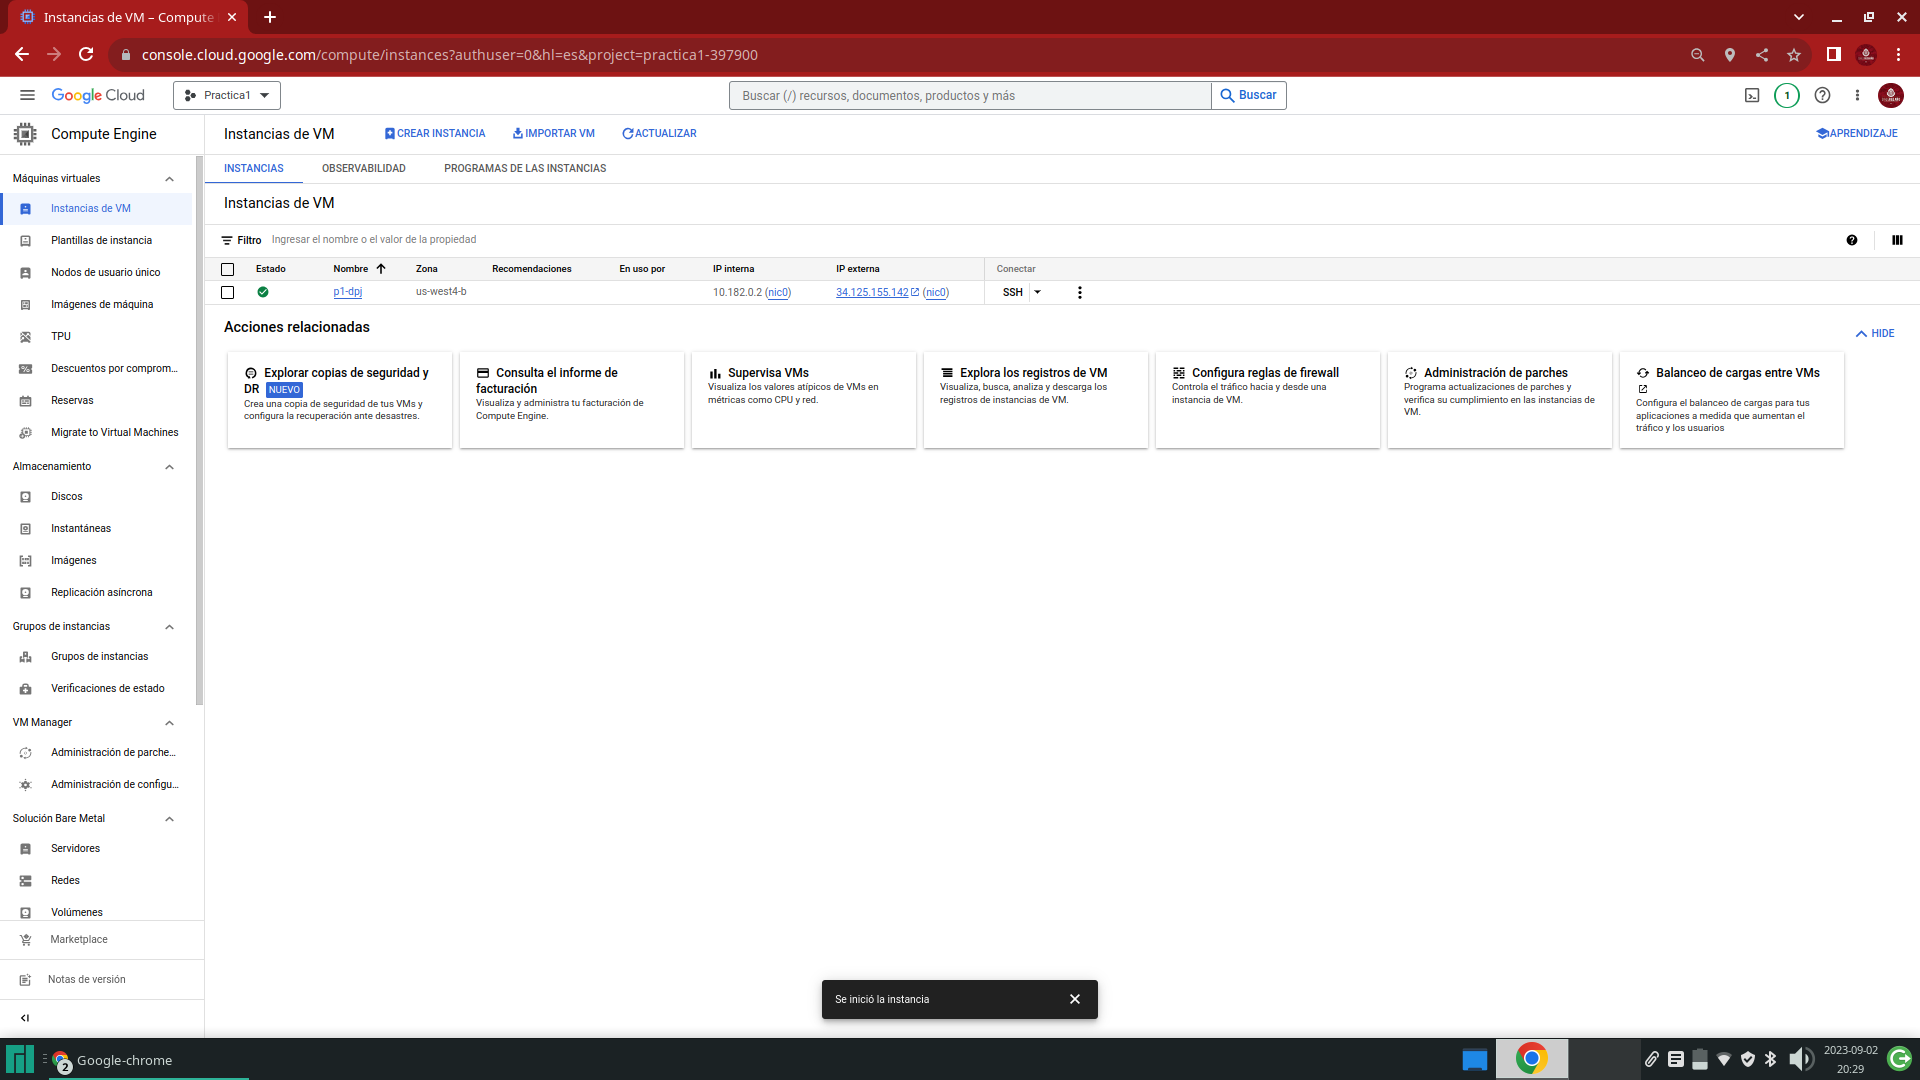 Instancias de VM – Compute
console.cloud.google.com/compute/instances?authuser=0&hl=es&project=practica1-397900
Google Cloud
Practica1
Buscar (/) recursos, documentos, productos y más
Buscar
1
Compute Engine
Instancias de VM
CREAR INSTANCIA
IMPORTAR VM
ACTUALIZAR
APRENDIZAJE
Máquinas virtuales
Instancias de VM
Plantillas de instancia
Nodos de usuario único
Imágenes de máquina
TPU
Descuentos por comprom...
Reservas
Migrate to Virtual Machines
Almacenamiento
Discos
Instantáneas
Imágenes
Replicación asíncrona
Grupos de instancias
Grupos de instancias
Verificaciones de estado
VM Manager
Administración de parche...
Administración de configu...
Solución Bare Metal
Servidores
Redes
Volúmenes
Marketplace
Notas de versión
INSTANCIAS OBSERVABILIDAD PROGRAMAS DE LAS INSTANCIAS
Instancias de VM
Filtro Ingresar el nombre o el valor de la propiedad
Estado Nombre Zona Recomendaciones En uso por IP interna IP externa Conectar
p1-dpj us-west4-b 10.182.0.2 (nic0) 34.125.155.142 (nic0) SSH
Acciones relacionadas
HIDE
Explorar copias de seguridad y
DR NUEVO
Crea una copia de seguridad de tus VMs y
configura la recuperación ante desastres.
Consulta el informe de
facturación
Visualiza y administra tu facturación de
Compute Engine.
Supervisa VMs
Visualiza los valores atípicos de VMs en
métricas como CPU y red.
Explora los registros de VM
Visualiza, busca, analiza y descarga los
registros de instancias de VM.
Configura reglas de firewall
Controla el tráfico hacia y desde una
instancia de VM.
Administración de parches
Programa actualizaciones de parches y
verifica su cumplimiento en las instancias de
VM.
Balanceo de cargas entre VMs
Configura el balanceo de cargas para tus
aplicaciones a medida que aumentan el
tráfico y los usuarios
Se inició la instancia
2
Google-chrome
2023-09-02
20:29